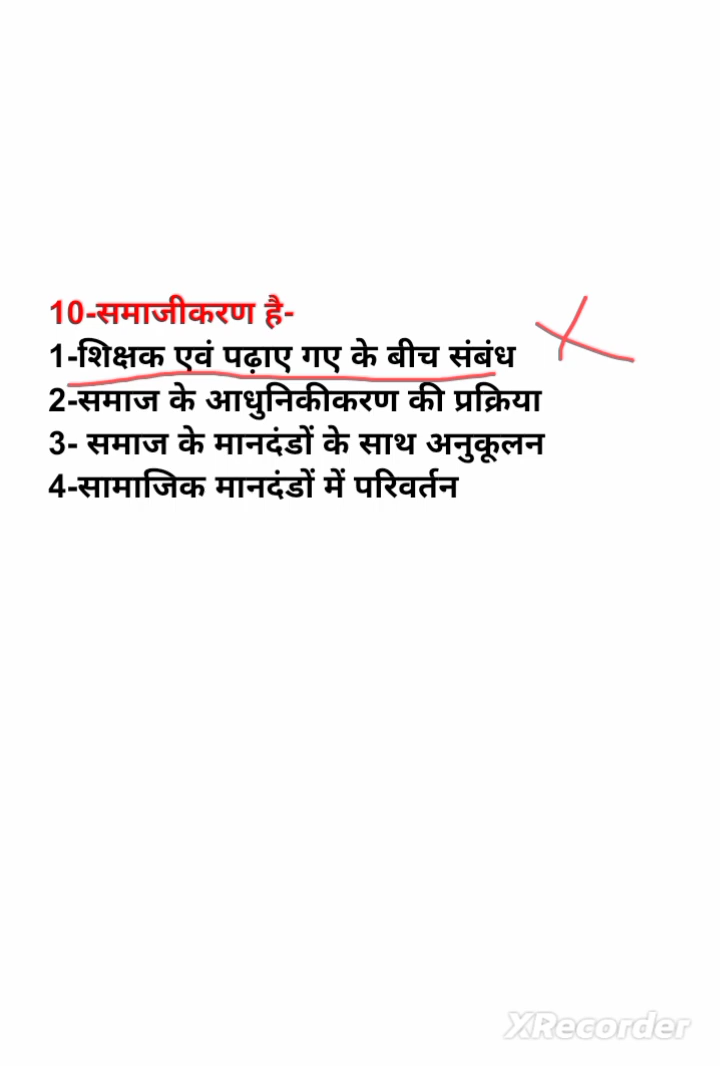 10-समाजीकरण है-
1-शिक्षक एवं पढ़ाए गए के बीच संबंध
2-समाज के आधुनिकीकरण की प्रक्रिया
3- समाज के मानदंडों के साथ अनुकूलन
4-सामाजिक मानदंडों में परिवर्तन
XRecorder